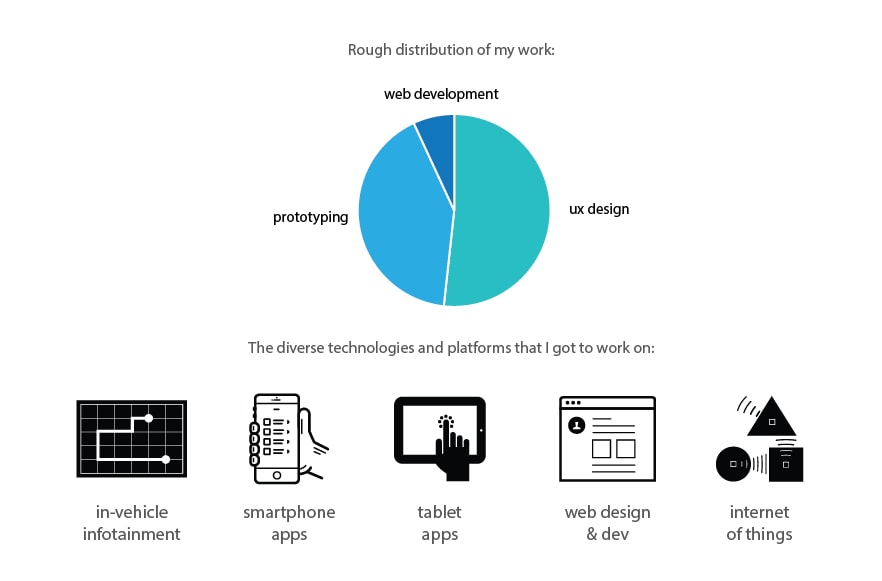 Rough distribution of my work:
web development
prototyping
ux design
The diverse technologies and platforms that I got to work on:
in-vehicle
infotainment
smartphone
apps
tablet
apps
web design
& dev
internet
of things